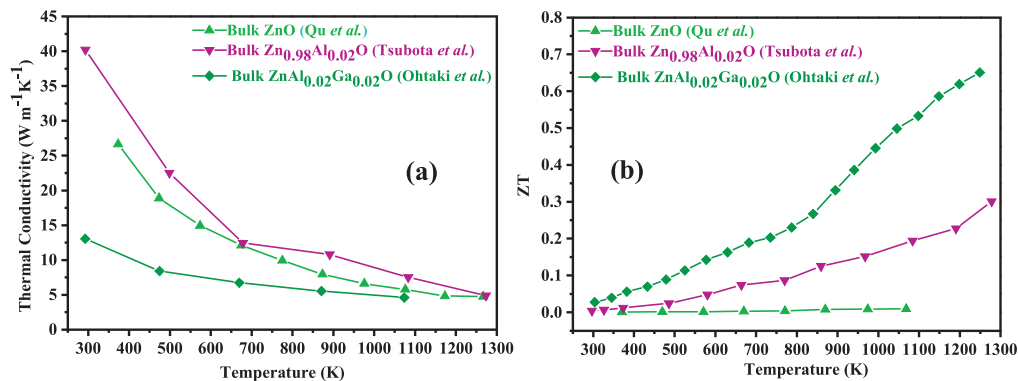 Bulk ZnO (Qu et al.)
Bulk Zn0.98Al0.02O (Tsubota et al.)
Bulk ZnAl0.02Ga0.02O (Ohtaki et al.)
(a)
Thermal Conductivity (W m-1K-1)
45
40
35
30
25
20
15
10
5
0
300 400 500 600 700 800 900 1000 1100 1200 1300
Temperature (K)
Bulk ZnO (Qu et al.)
Bulk Zn0.98Al0.02O (Tsubota et al.)
Bulk ZnAl0.02Ga0.02O (Ohtaki et al.)
(b)
ZT
0.8
0.7
0.6
0.5
0.4
0.3
0.2
0.1
0.0
300 400 500 600 700 800 900 1000 1100 1200 1300
Temperature (K)